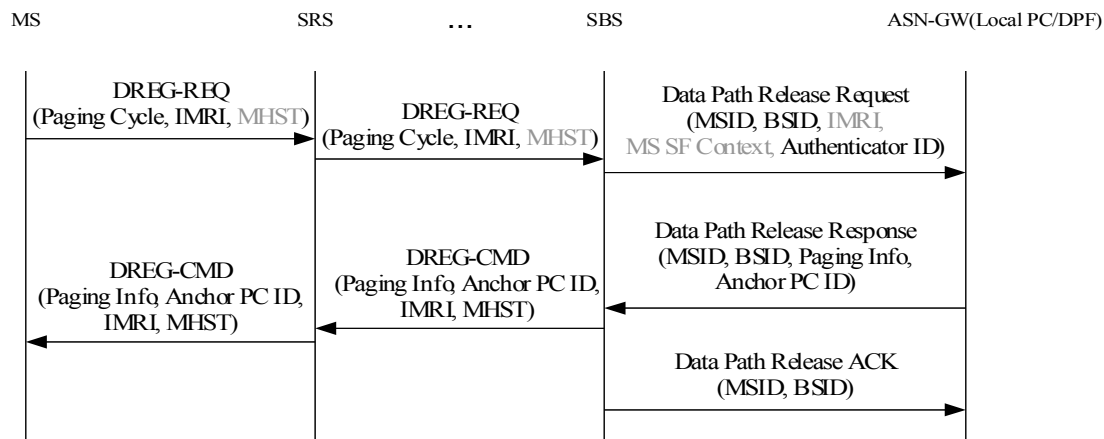 MS
SRS
...
SBS
ASN-GW(Local PC/DPF)
DREG-REQ
(Paging Cycle, IMRI, MHST)
DREG-REQ
(Paging Cycle, IMRI, MHST)
Data Path Release Request
(MSID, BSID, IMRI,
MS SF Context, Authenticator ID)
DREG-CMD
(Paging Info, Anchor PC ID,
IMRI, MHST)
DREG-CMD
(Paging Info, Anchor PC ID,
IMRI, MHST)
Data Path Release Response
(MSID, BSID, Paging Info,
Anchor PC ID)
Data Path Release ACK
(MSID, BSID)